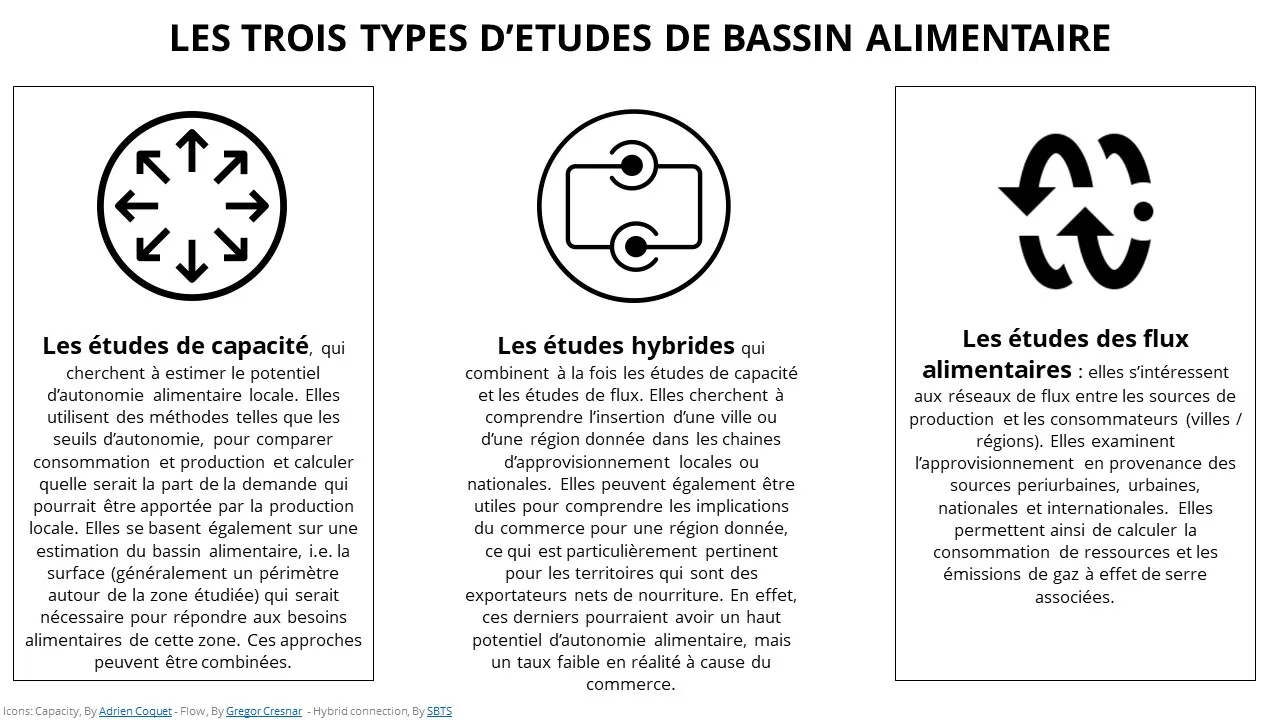 LES TROIS TYPES D’ETUDES DE BASSIN ALIMENTAIRE
Les études de capacité, qui
cherchent à estimer le potentiel
d’autonomie alimentaire locale. Elles
utilisent des méthodes telles que les
seuils d’autonomie, pour comparer
consommation et production et calculer
quelle serait la part de la demande qui
pourrait être apportée par la production
locale. Elles se basent également sur une
estimation du bassin alimentaire, i.e. la
surface (généralement un périmètre
autour de la zone étudiée) qui serait
nécessaire pour répondre aux besoins
alimentaires de cette zone. Ces approches
peuvent être combinées.
Les études hybrides qui
combinent à la fois les études de capacité
et les études de flux. Elles cherchent à
comprendre l’insertion d’une ville ou
d’une région donnée dans les chaines
d’approvisionnement locales ou
nationales. Elles peuvent également être
utiles pour comprendre les implications
du commerce pour une région donnée,
ce qui est particulièrement pertinent
pour les territoires qui sont des
exportateurs nets de nourriture. En effet,
ces derniers pourraient avoir un haut
potentiel d’autonomie alimentaire, mais
un taux faible en réalité à cause du
commerce.
Les études des flux
alimentaires : elles s’intéressent
aux réseaux de flux entre les sources de
production et les consommateurs (villes /
régions). Elles examinent
l’approvisionnement en provenance des
sources periurbaines, urbaines,
nationales et internationales. Elles
permettent ainsi de calculer la
consommation de ressources et les
émissions de gaz à effet de serre
associées.
Icons: Capacity, By Adrien Coquet - Flow, By Gregor Cresnar - Hybrid connection, By SBTS